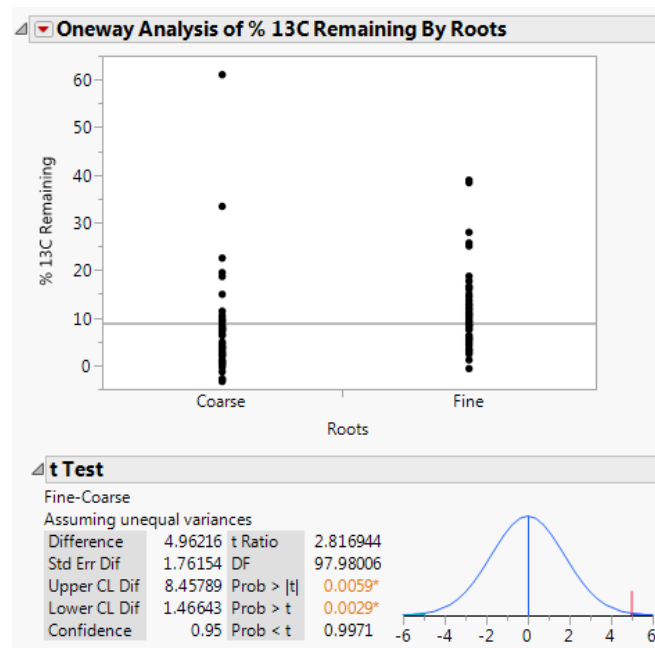 Oneway Analysis of % 13C Remaining By Roots
60
50
40
30
20
10
0
% 13C Remaining
Coarse Fine
Roots
t Test
Fine-Coarse
Assuming unequal variances
Difference 4.96216 t Ratio 2.816944
Std Err Dif 1.76154 DF 97.98006
Upper CL Dif 8.45789 Prob > |t| 0.0059*
Lower CL Dif 1.46643 Prob > t 0.0029*
Confidence 0.95 Prob < t 0.9971
-6 -4 -2 0 2 4 6